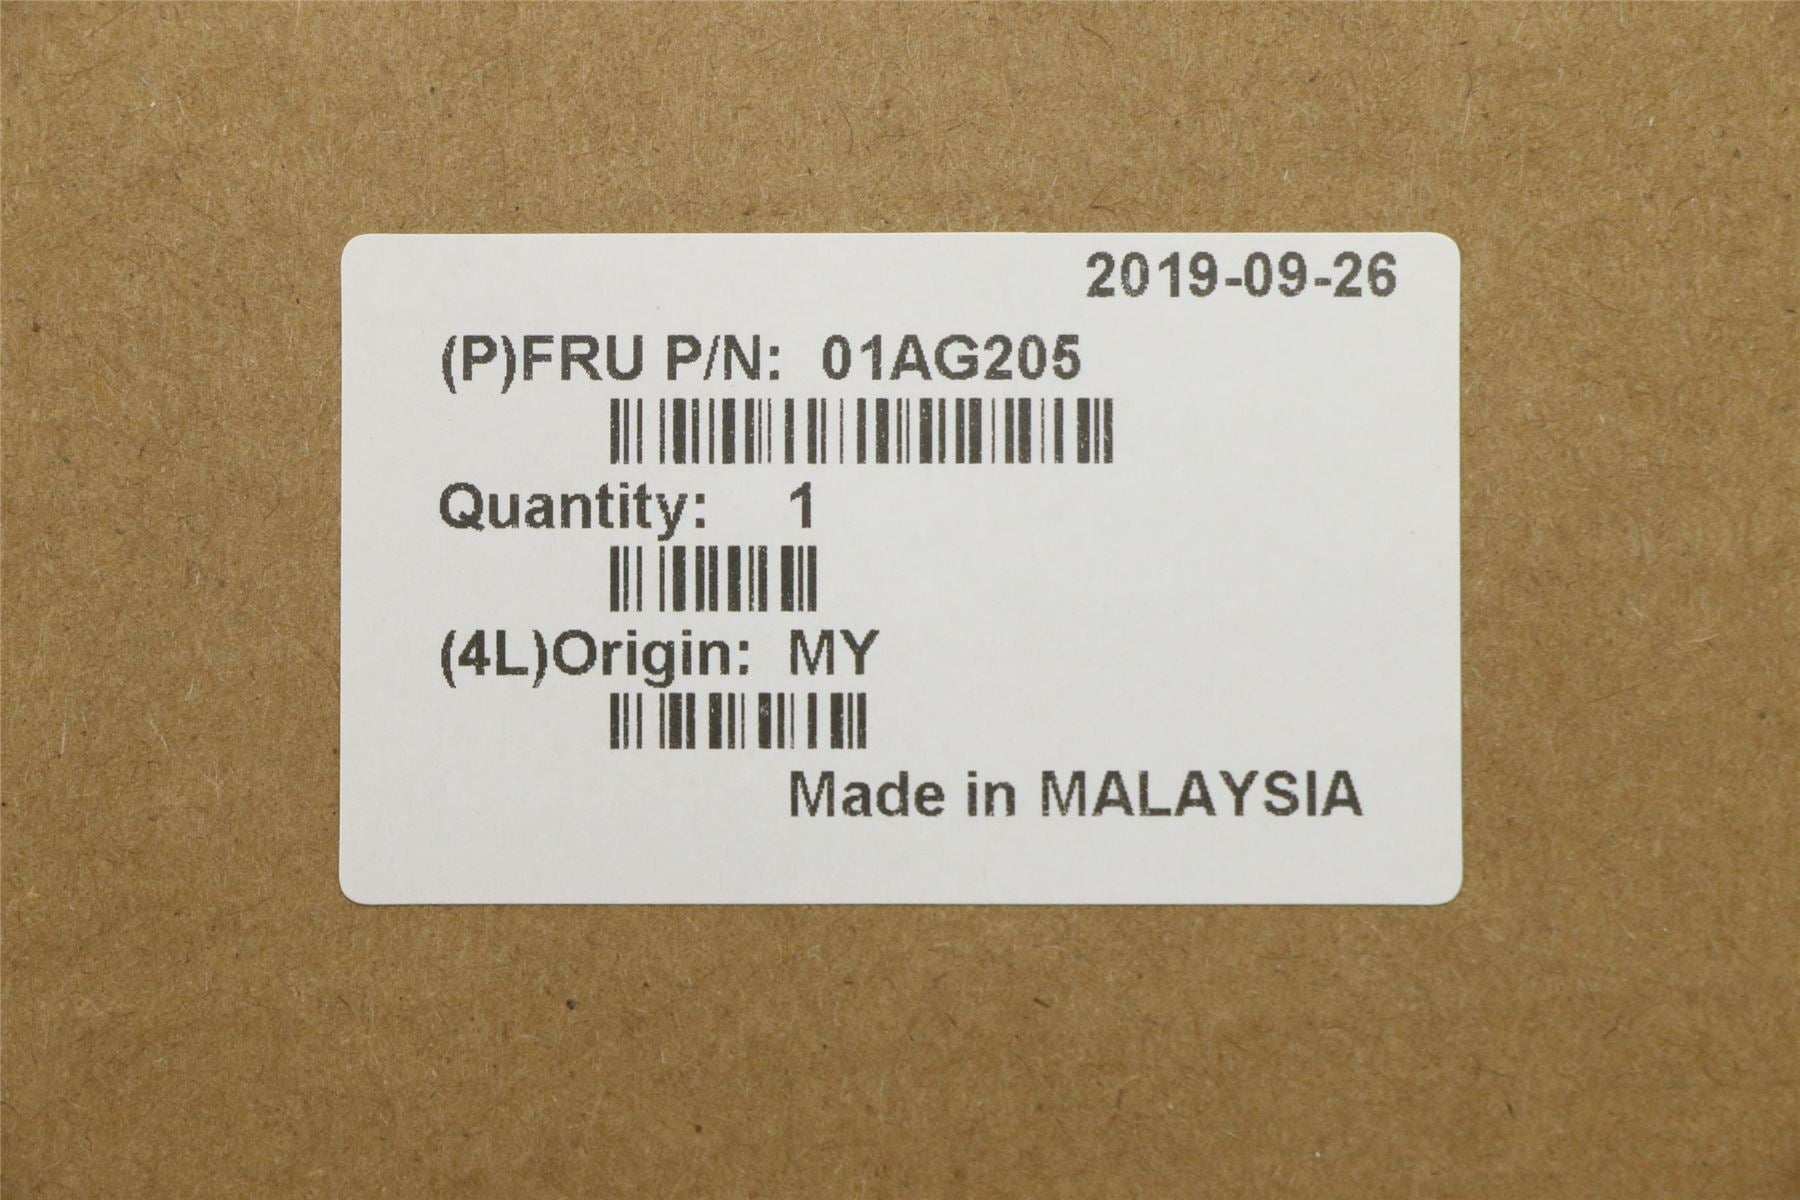 2019-09-26
(P)FRU P/N: 01AG205
Quantity: 1
(4L)Origin: MY
Made in MALAYSIA